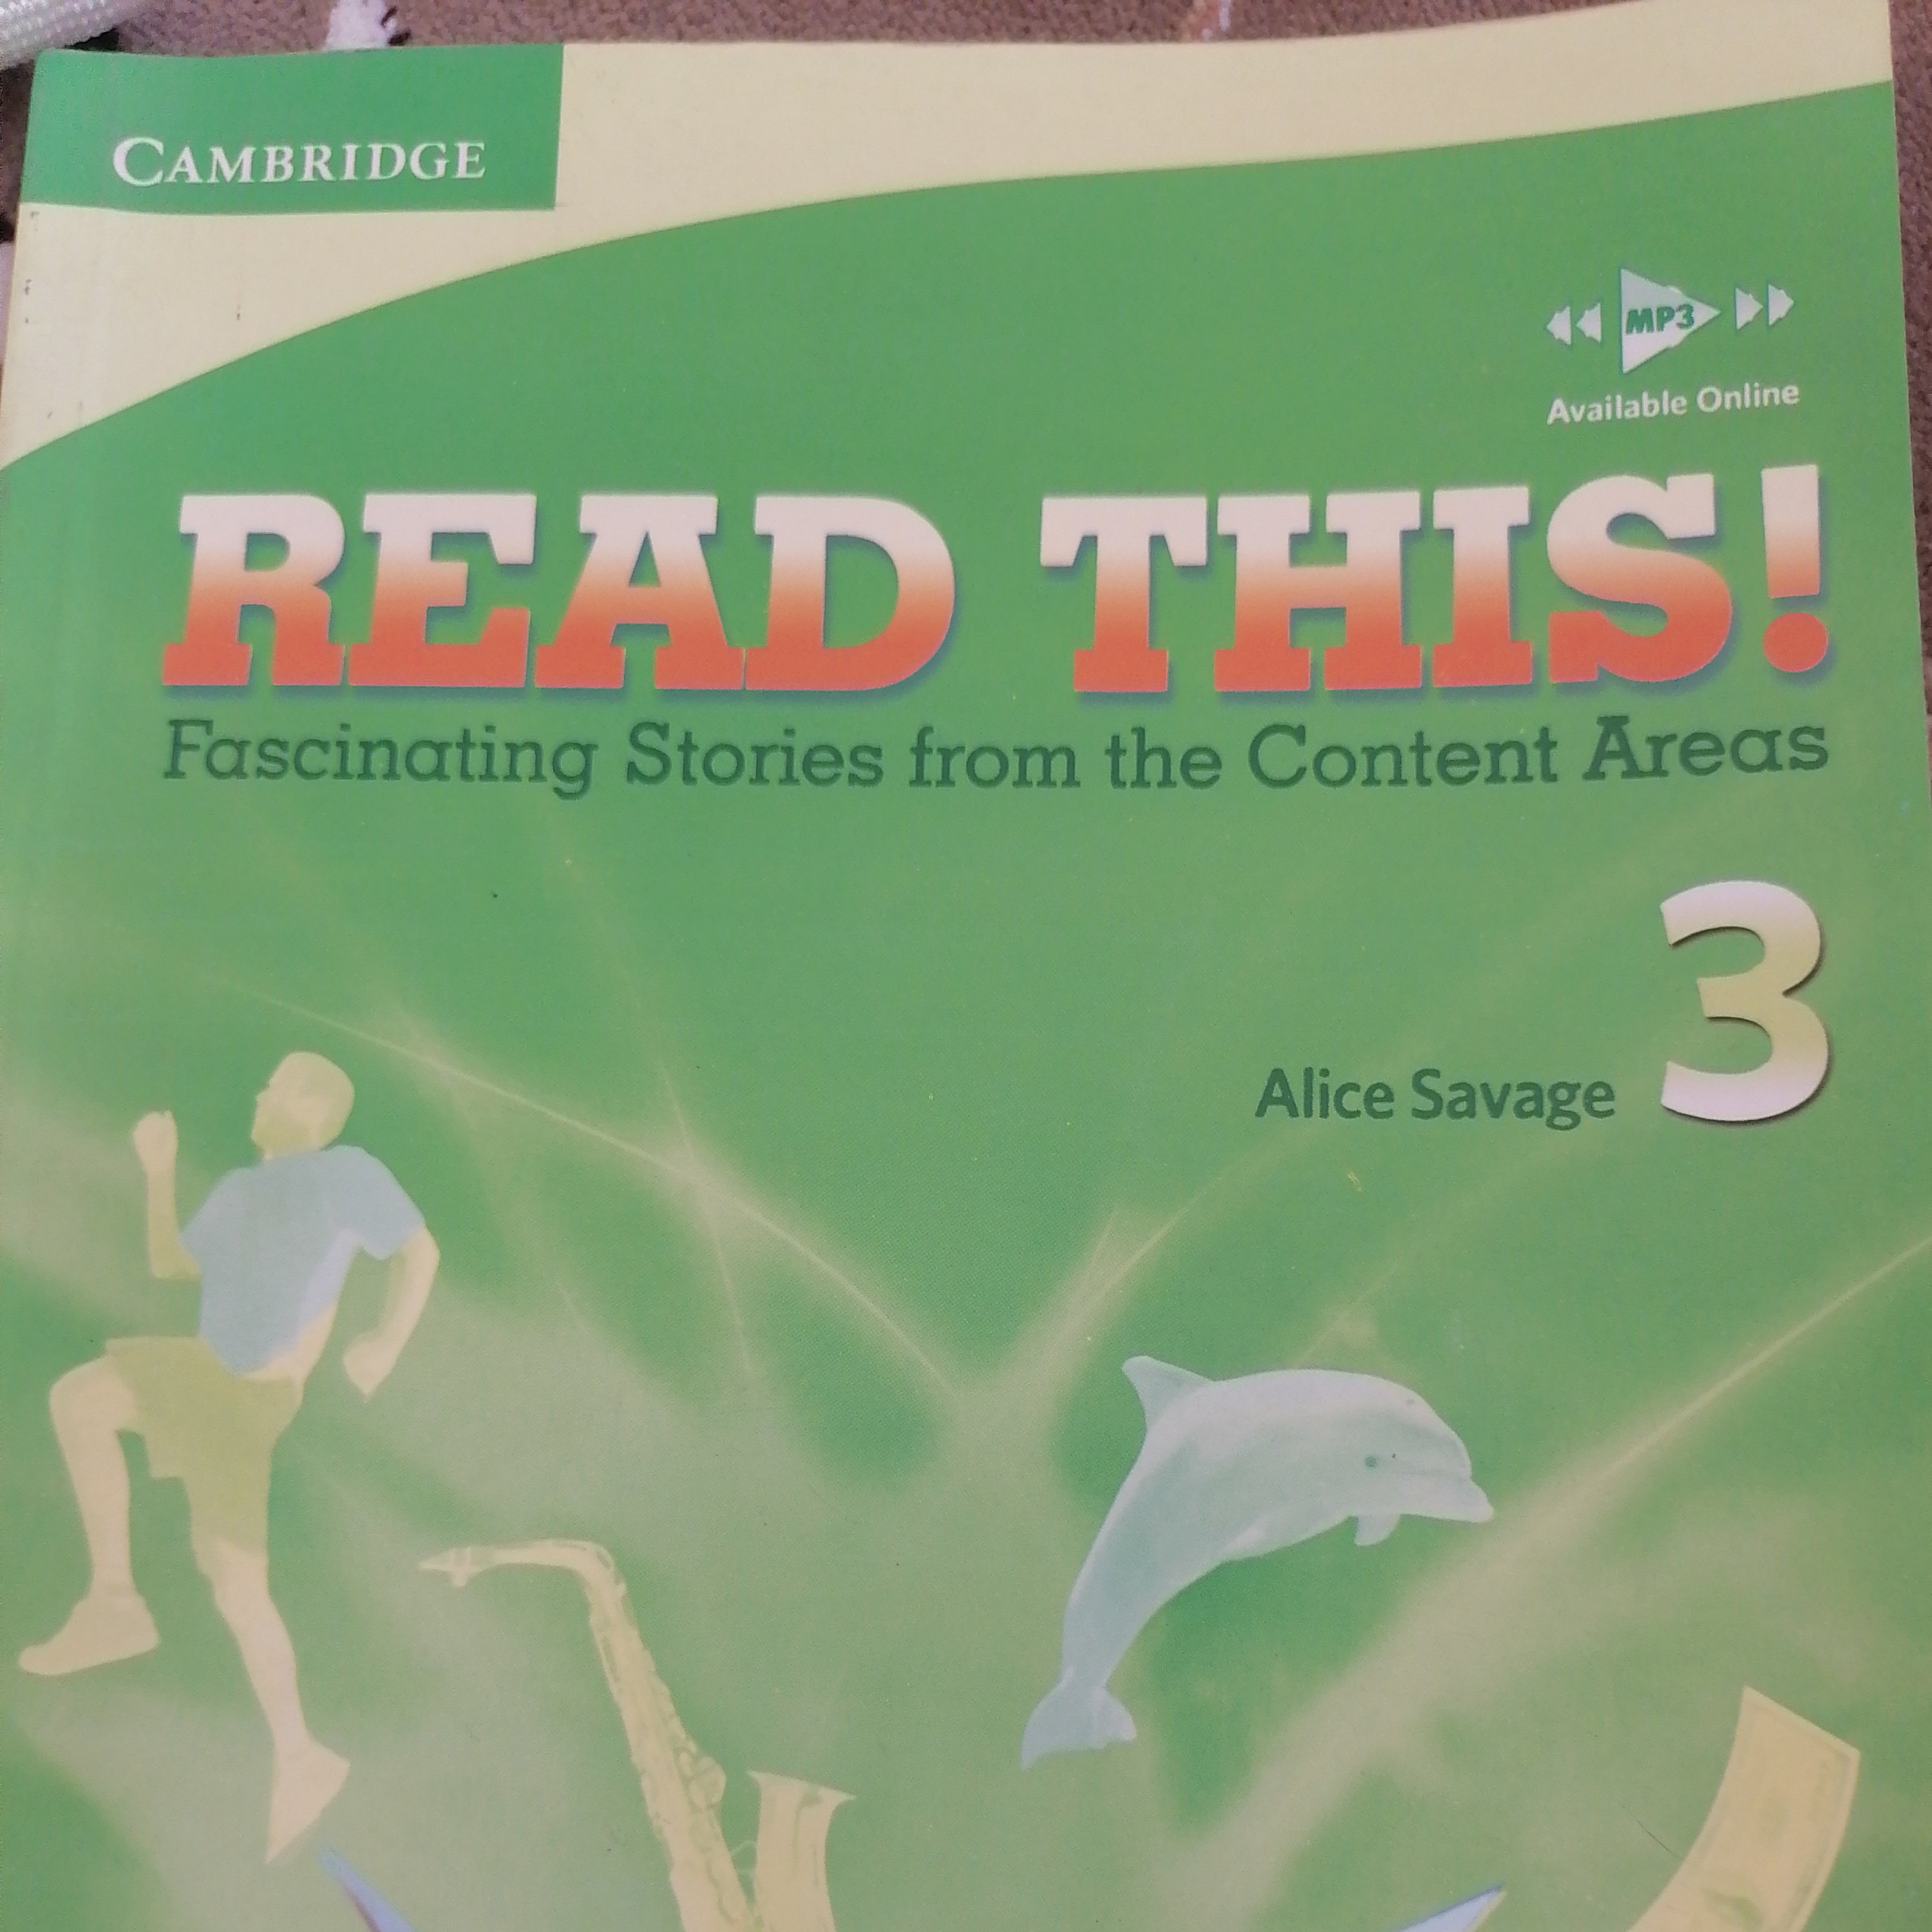 CAMBRIDGE
MP3
Available Online
READ THIS!
Fascinating Stories from the Content Areas
3
Alice Savage